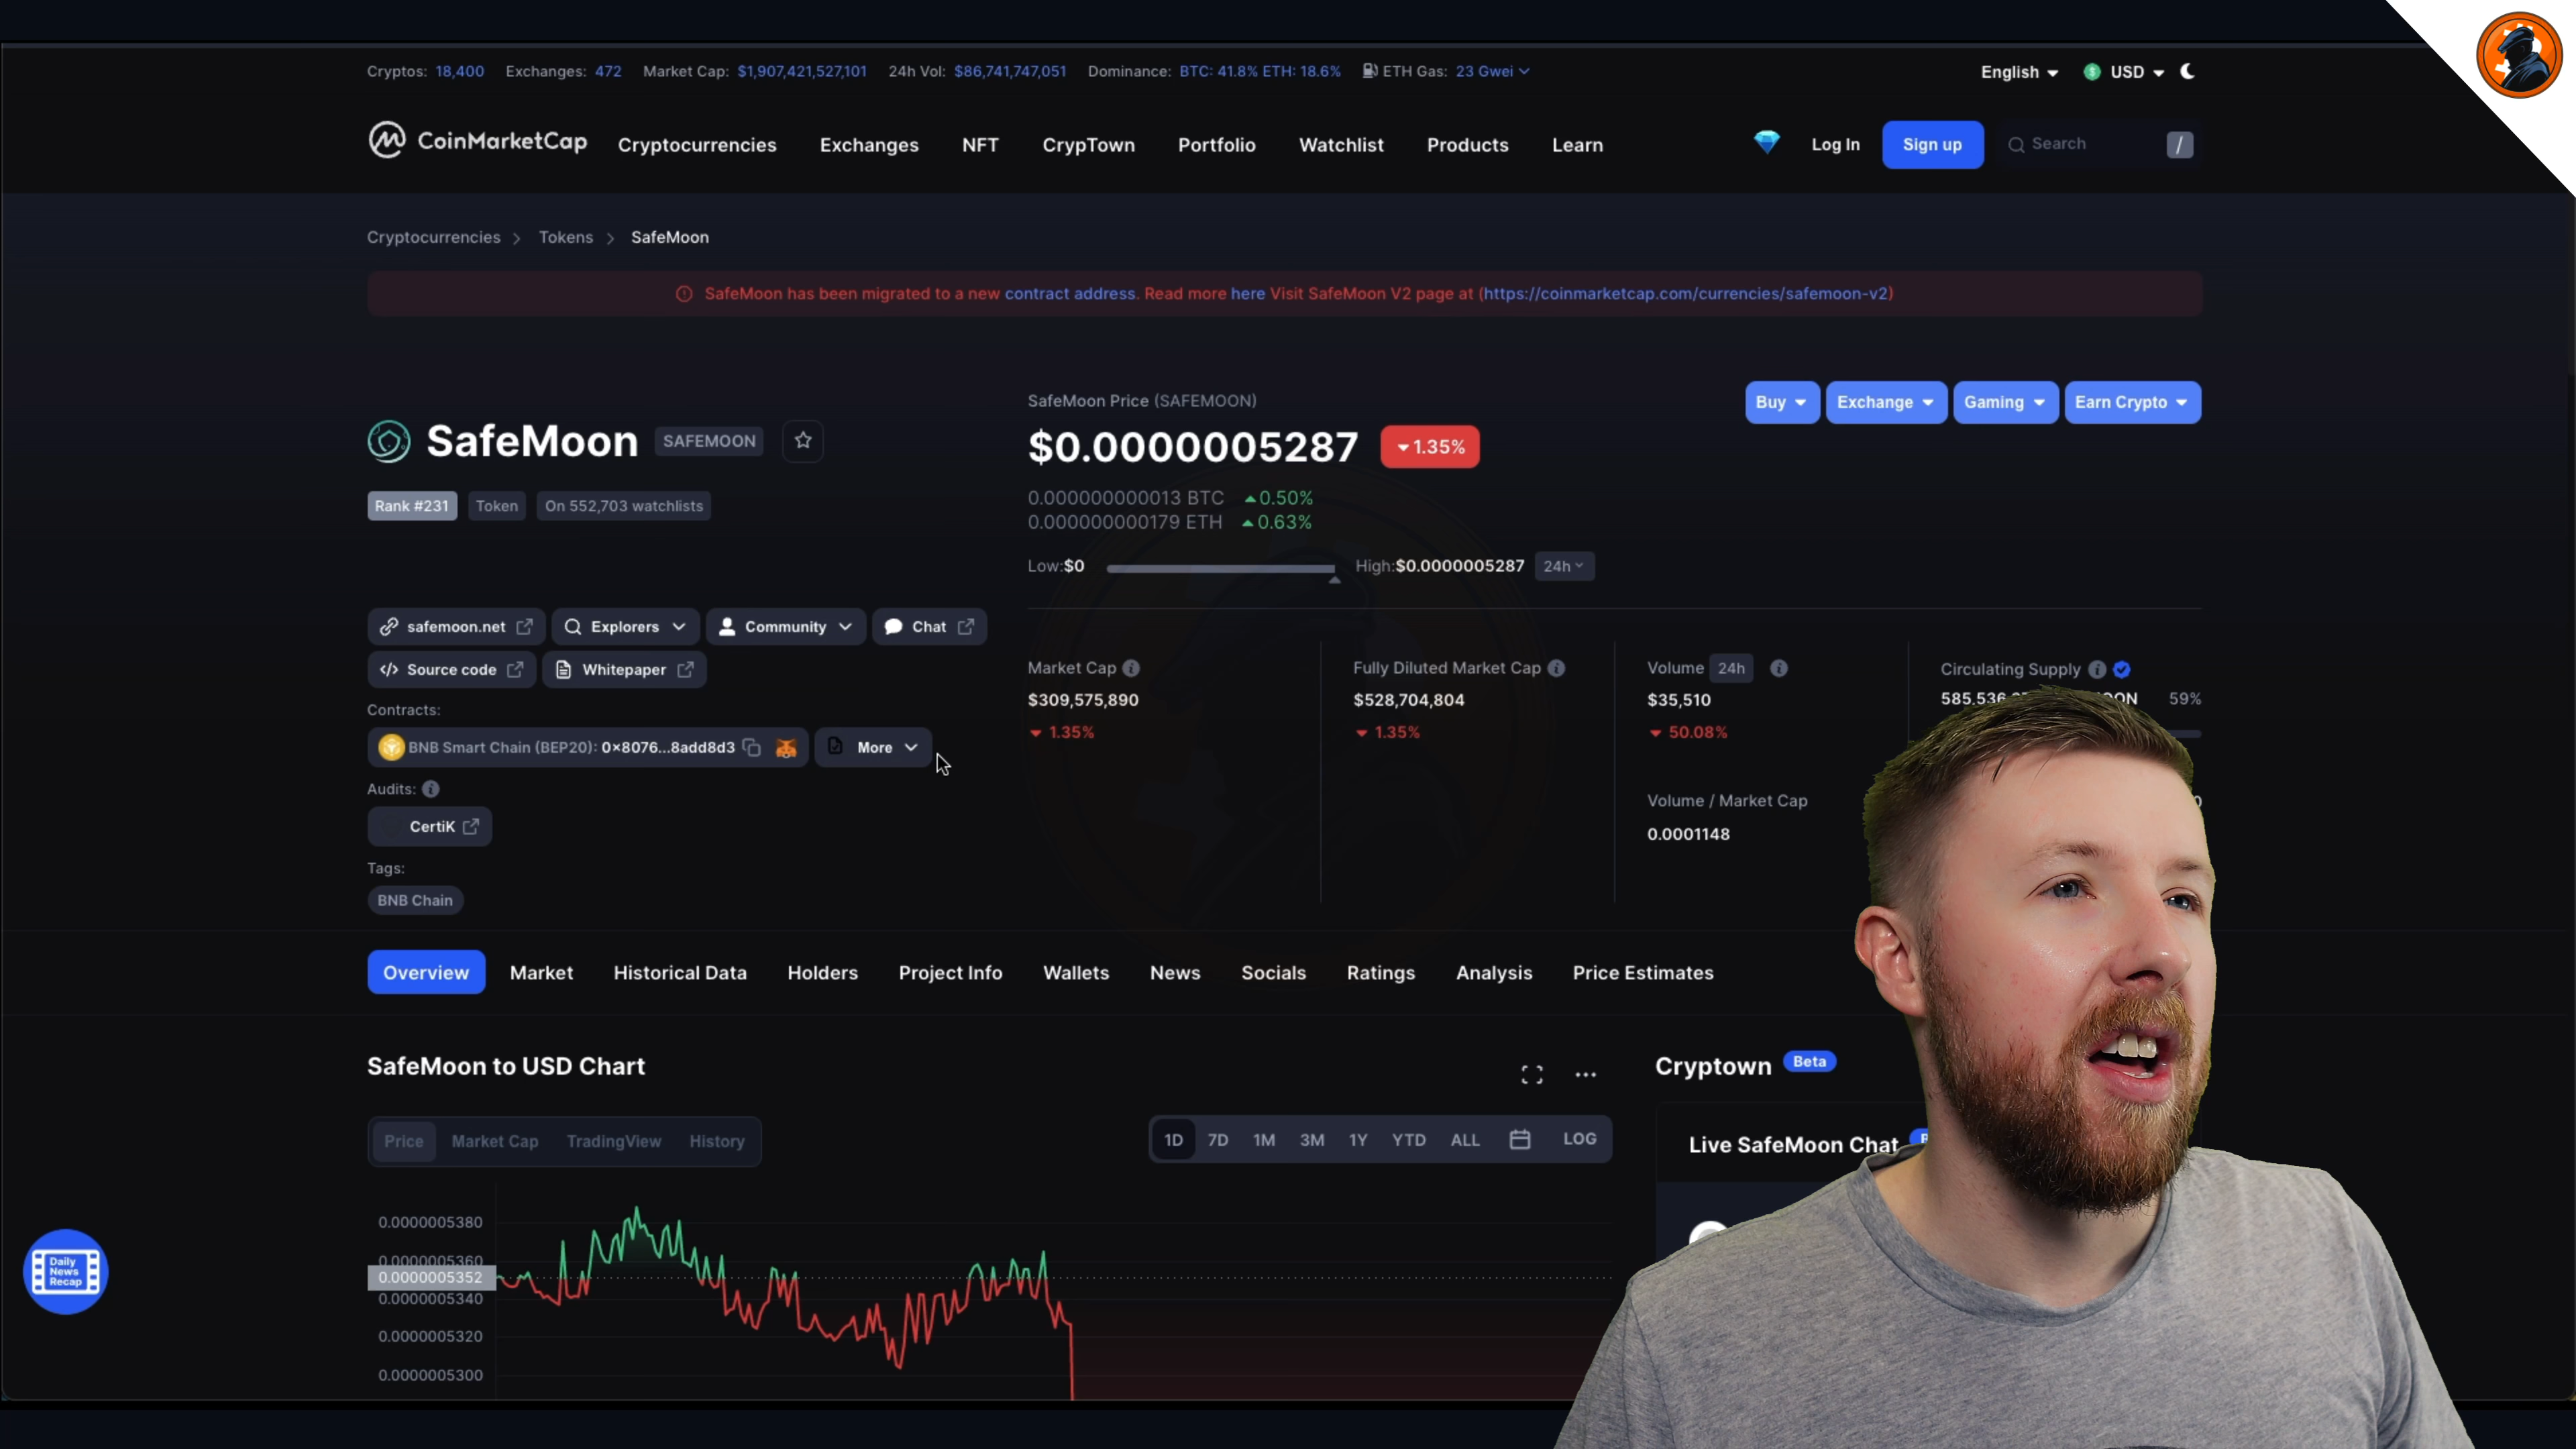 Cryptos: 18,400 Exchanges: 472 Market Cap: $1,907,421,527,101 24h Vol: $86,741,747,051 Dominance: BTC: 41.8% ETH: 18.6% ETH Gas: 23 Gwei English USD
CoinMarketCap Cryptocurrencies Exchanges NFT CrypTown Portfolio Watchlist Products Learn Log In Sign up Search /
Cryptocurrencies > Tokens > SafeMoon
SafeMoon has been migrated to a new contract address. Read more here Visit SafeMoon V2 page at (https://coinmarketcap.com/currencies/safemoon-v2)
SafeMoon SAFEMOON
Rank #231 Token On 552,703 watchlists
SafeMoon Price (SAFEMOON)
$0.0000005287 1.35%
0.000000000013 BTC 0.50%
0.000000000179 ETH 0.63%
Low:$0 High:$0.0000005287 24h
Buy Exchange Gaming Earn Crypto
safemoon.net Explorers Community Chat
Source code Whitepaper
Contracts:
BNB Smart Chain (BEP20): 0x8076...8add8d3 More
Audits:
CertiK
Tags:
BNB Chain
Market Cap
$309,575,890
1.35%
Fully Diluted Market Cap
$528,704,804
1.35%
Volume 24h
$35,510
50.08%
Volume / Market Cap
0.0001148
Circulating Supply
59%
Overview Market Historical Data Holders Project Info Wallets News Socials Ratings Analysis Price Estimates
SafeMoon to USD Chart
Price Market Cap TradingView History
1D 7D 1M 3M 1Y YTD ALL LOG
0.0000005380
0.0000005360
0.0000005352
0.0000005340
0.0000005320
0.0000005300
Cryptown Beta
Live SafeMoon Chat
Daily
News
Recap